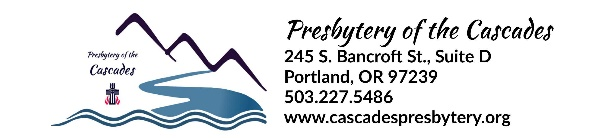 Presbytery of the
Cascades
Presbytery of the Cascades
245 S. Bancroft St., Suite D
Portland, OR 97239
503.227.5486
www.cascadespresbytery.org